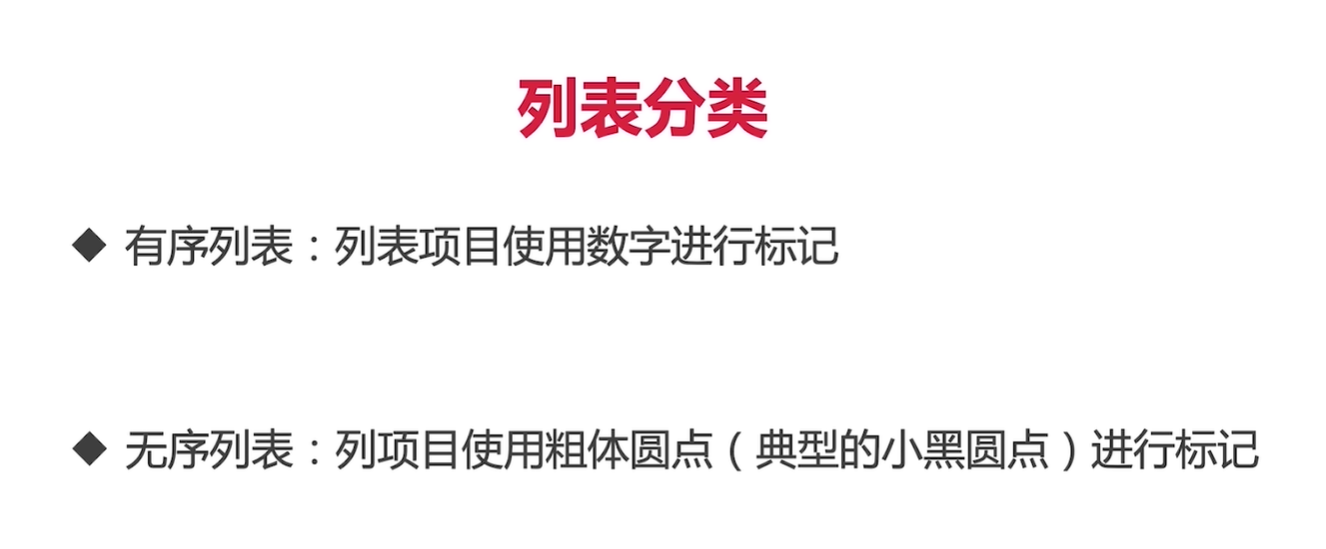 列表分类
◆ 有序列表：列表项目使用数字进行标记
◆ 无序列表：列项目使用粗体圆点（典型的小黑圆点）进行标记